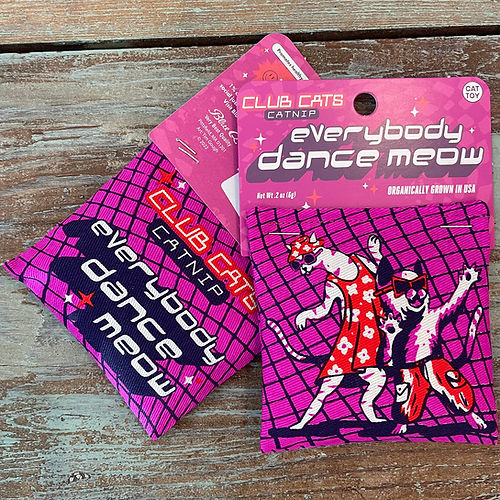 CLUB CATS
CATNIP
everybody
dance meow
CAT
TOY
Net Wt .2 oz (6g)
ORGANICALLY GROWN IN USA
CLUB CATS
CATNIP
everybody
dance
meow